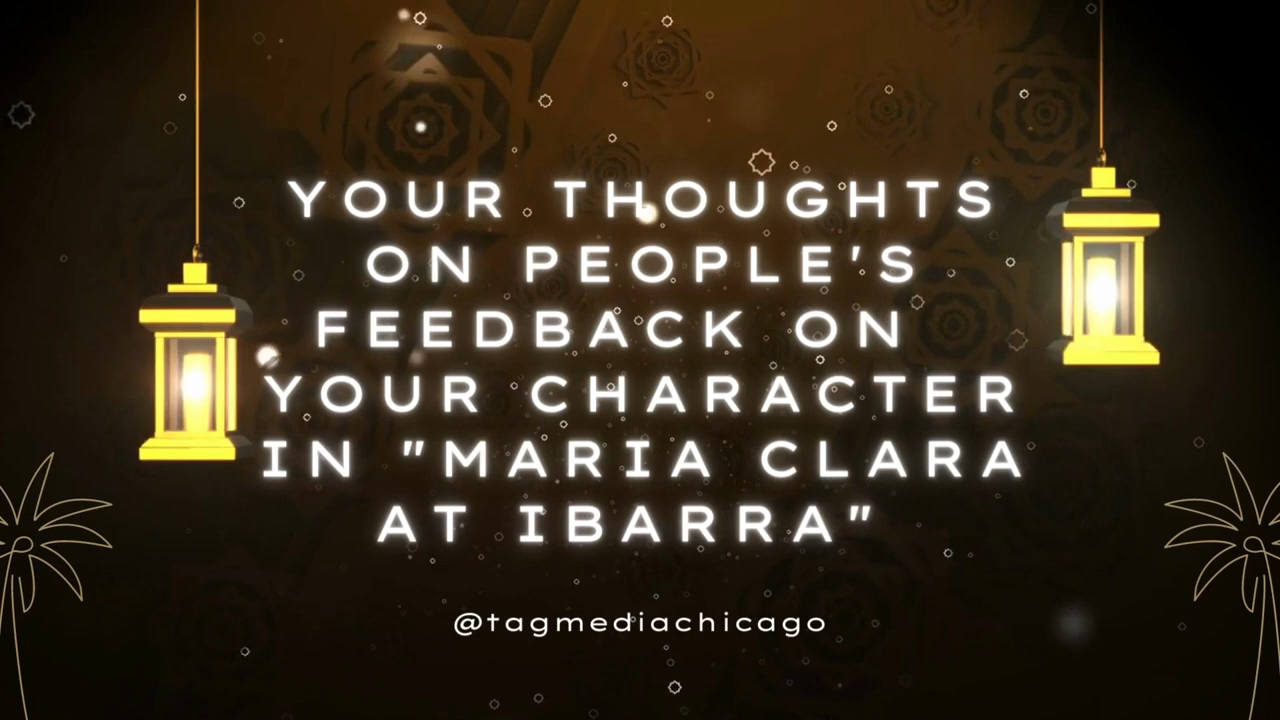 YOUR THOUGHTS
ON PEOPLE'S
FEEDBACK ON
YOUR CHARACTER
IN "MARIA CLARA
AT IBARRA"
@tagmediachicago